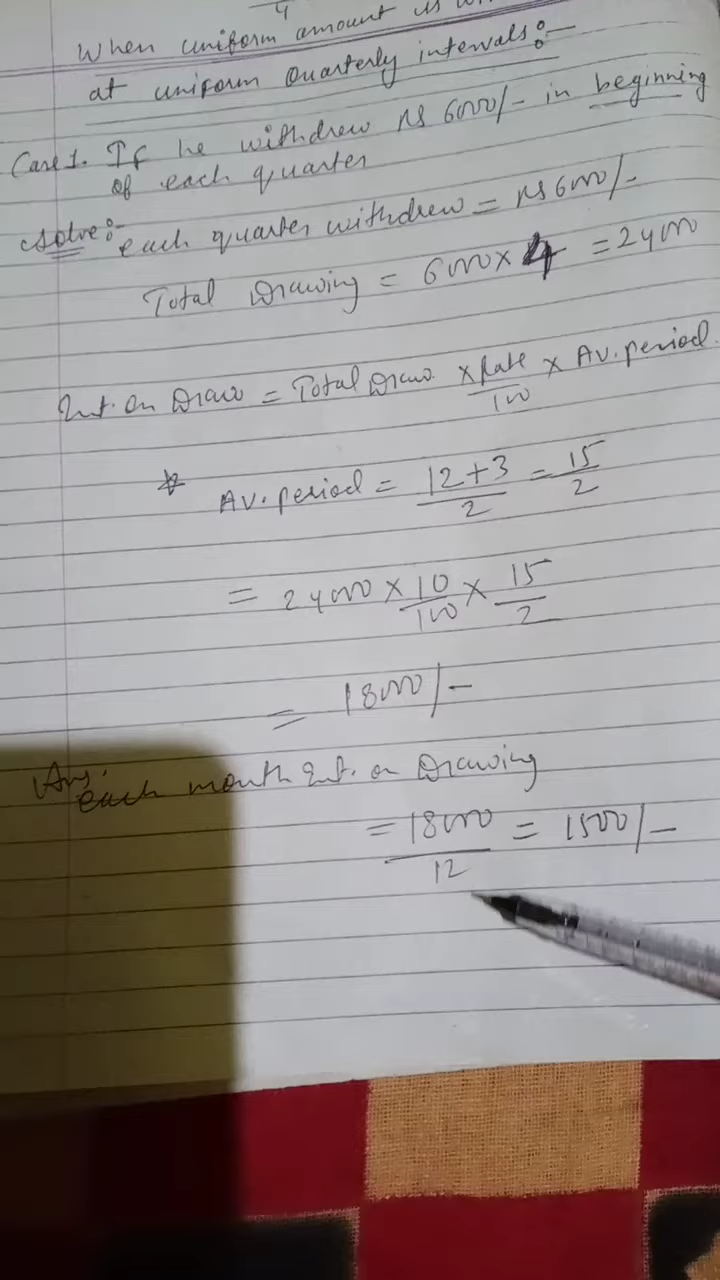 4
When uniform amount is
at uniform Quarterly intervals:-
Case 1. If he withdrew Rs 6000/- in beginning
of each quarter
Solve:- each quarter withdrew = Rs 6000/-
Total Drawing = 6000 × 4 = 24000
Int. on Draw = Total Draw. × Rate/100 × Av. period.
* Av. period = 12+3/2 = 15/2
= 24000 × 10/100 × 15/2
= 18000/-
Ans. each month Int. on Drawing
= 18000/12 = 1500/-